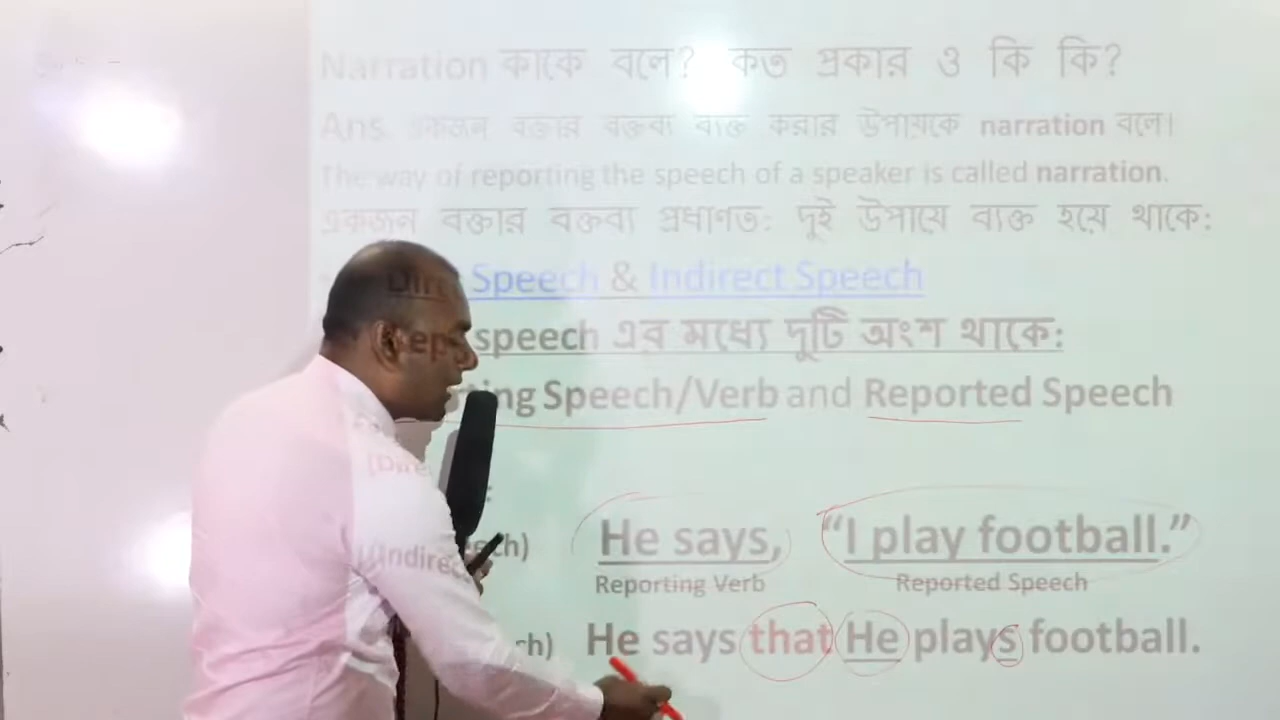 Narration কাকে বলে? কত প্রকার ও কি কি?
Ans. একজন বক্তার বক্তব্য ব্যক্ত করার উপায়কে narration বলে।
The way of reporting the speech of a speaker is called narration.
একজন বক্তার বক্তব্য প্রধাণত: দুই উপায়ে ব্যক্ত হয়ে থাকে:
Speech & Indirect Speech
speech এর মধ্যে দুটি অংশ থাকে:
Speech/Verb and Reported Speech
He says, “I play football.”
Reporting Verb Reported Speech
(Indirec ch) He says that He plays football.